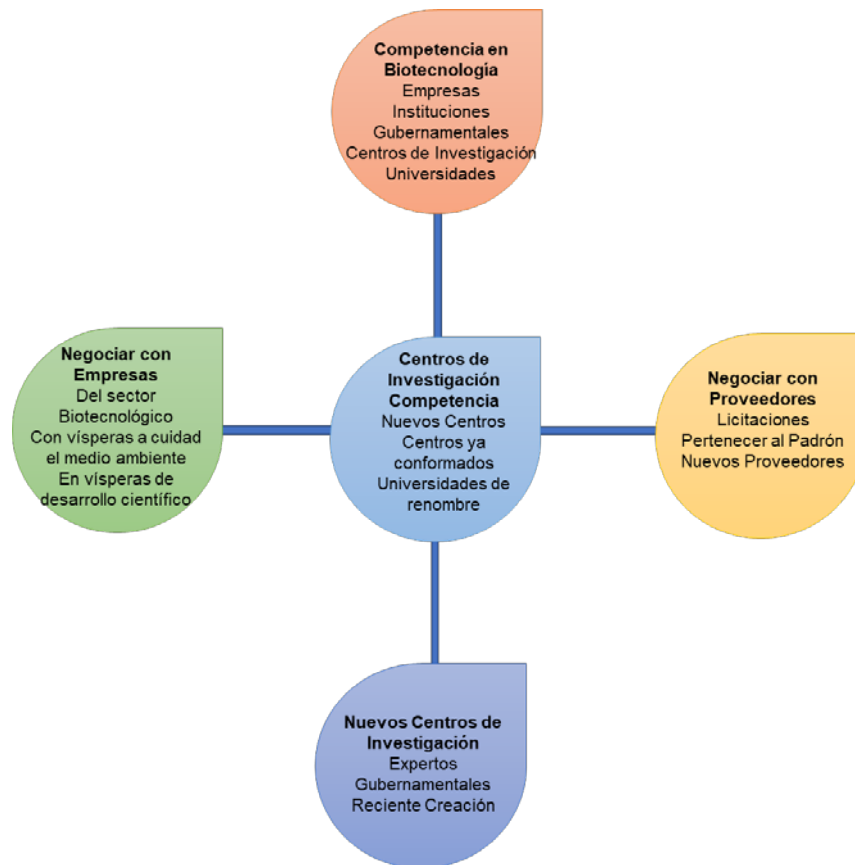 Competencia en
Biotecnología
Empresas
Instituciones
Gubernamentales
Centros de Investigación
Universidades
Negociar con
Empresas
Del sector
Biotecnológico
Con vísperas a cuidad
el medio ambiente
En vísperas de
desarrollo científico
Centros de
Investigación
Competencia
Nuevos Centros
Centros ya
conformados
Universidades de
renombre
Negociar con
Proveedores
Licitaciones
Pertenecer al Padrón
Nuevos Proveedores
Nuevos Centros de
Investigación
Expertos
Gubernamentales
Reciente Creación